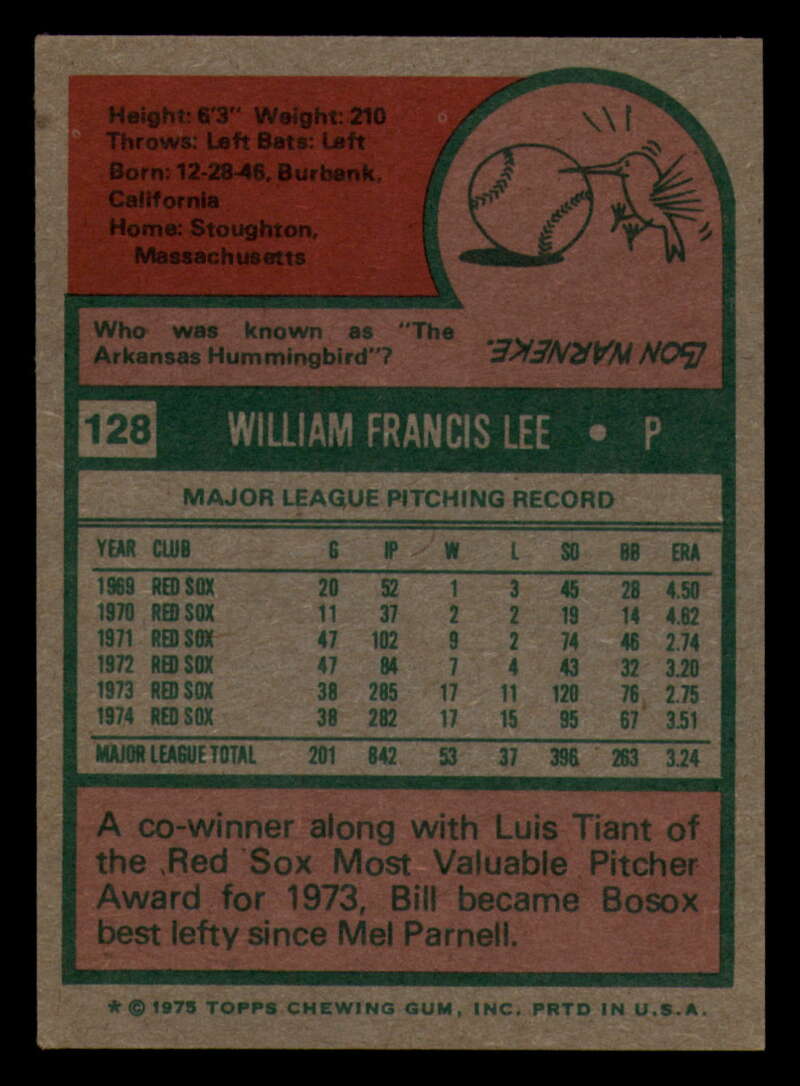 Height: 6'3" Weight: 210
Throws: Left Bats: Left
Born: 12-28-46, Burbank,
California
Home: Stoughton,
Massachusetts
Who was known as "The
Arkansas Hummingbird"?
LON WARNEKE.
128 WILLIAM FRANCIS LEE • P
MAJOR LEAGUE PITCHING RECORD
YEAR CLUB G IP W L SO BB ERA
1969 RED SOX 20 52 1 3 45 28 4.50
1970 RED SOX 11 37 2 2 19 14 4.62
1971 RED SOX 47 102 9 2 74 46 2.74
1972 RED SOX 47 84 7 4 43 32 3.20
1973 RED SOX 38 285 17 11 120 76 2.75
1974 RED SOX 38 282 17 15 95 67 3.51
MAJOR LEAGUE TOTAL 201 842 53 37 396 263 3.24
A co-winner along with Luis Tiant of
the Red Sox Most Valuable Pitcher
Award for 1973, Bill became Bosox
best lefty since Mel Parnell.
* © 1975 TOPPS CHEWING GUM, INC. PRTD IN U.S.A.